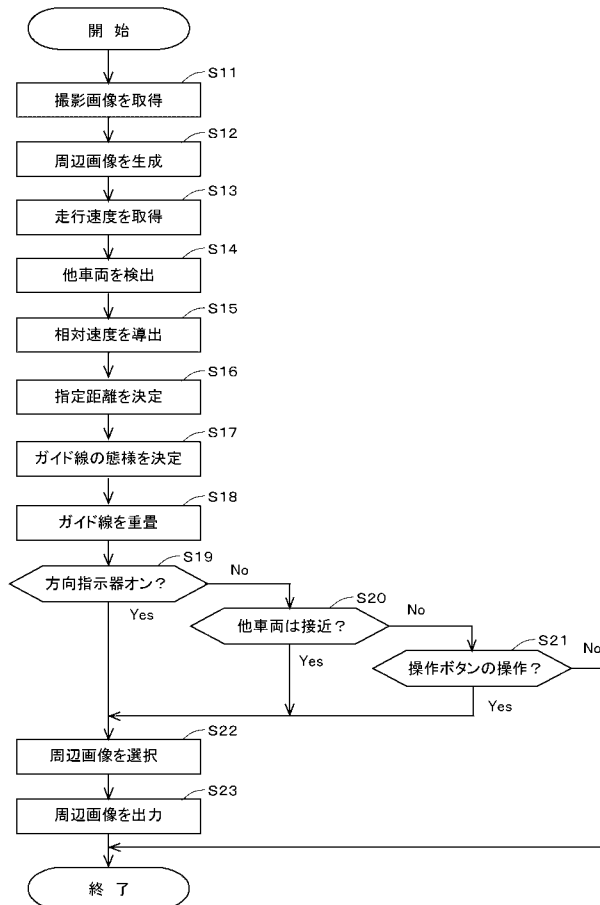 開 始
S11
撮影画像を取得
S12
周辺画像を生成
S13
走行速度を取得
S14
他車両を検出
S15
相対速度を導出
S16
指定距離を決定
S17
ガイド線の態様を決定
S18
ガイド線を重畳
S19
方向指示器オン?
No
Yes
S20
他車両は接近?
No
Yes
S21
操作ボタンの操作?
No
Yes
S22
周辺画像を選択
S23
周辺画像を出力
終 了